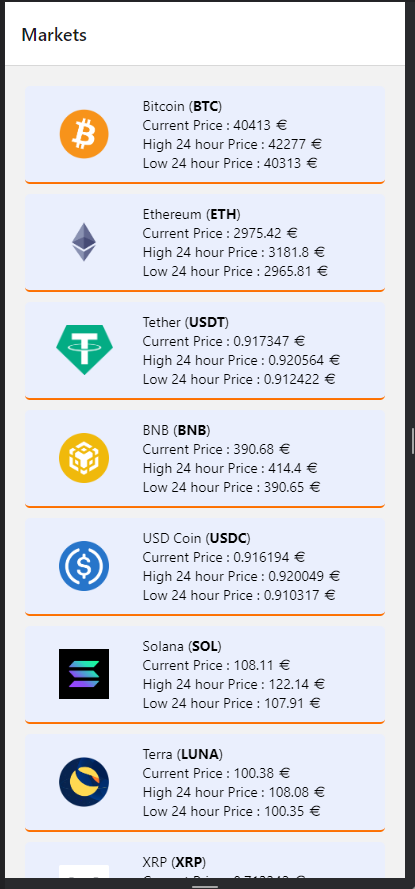 Markets
Bitcoin (BTC)
Current Price : 40413 €
High 24 hour Price : 42277 €
Low 24 hour Price : 40313 €
Ethereum (ETH)
Current Price : 2975.42 €
High 24 hour Price : 3181.8 €
Low 24 hour Price : 2965.81 €
Tether (USDT)
Current Price : 0.917347 €
High 24 hour Price : 0.920564 €
Low 24 hour Price : 0.912422 €
BNB (BNB)
Current Price : 390.68 €
High 24 hour Price : 414.4 €
Low 24 hour Price : 390.65 €
USD Coin (USDC)
Current Price : 0.916194 €
High 24 hour Price : 0.920049 €
Low 24 hour Price : 0.910317 €
Solana (SOL)
Current Price : 108.11 €
High 24 hour Price : 122.14 €
Low 24 hour Price : 107.91 €
Terra (LUNA)
Current Price : 100.38 €
High 24 hour Price : 108.08 €
Low 24 hour Price : 100.35 €
XRP (XRP)
Current Price :